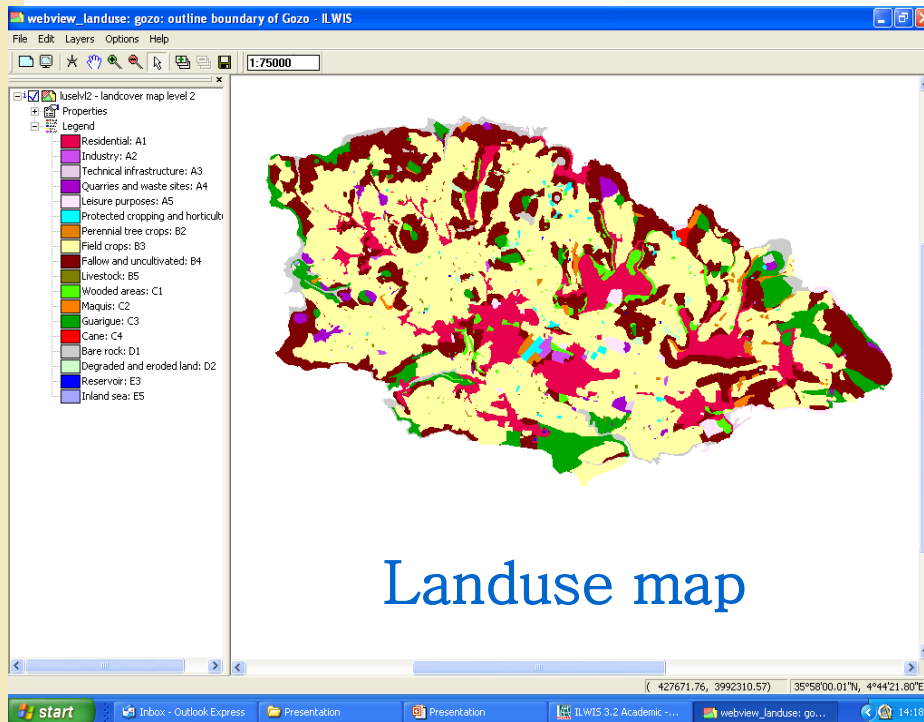 webview_landuse: gozo: outline boundary of Gozo - ILWIS
File Edit Layers Options Help
1:75000
luselvl2 - landcover map level 2
Properties
Legend
Residential: A1
Industry: A2
Technical infrastructure: A3
Quarries and waste sites: A4
Leisure purposes: A5
Protected cropping and horticultu
Perennial tree crops: B2
Field crops: B3
Fallow and uncultivated: B4
Livestock: B5
Wooded areas: C1
Maquis: C2
Guarigue: C3
Cane: C4
Bare rock: D1
Degraded and eroded land: D2
Reservoir: E3
Inland sea: E5
Landuse map
( 427671.76, 3992310.57) 35°58'00.01"N, 4°44'21.80"E
start Inbox - Outlook Express Presentation Presentation ILWIS 3.2 Academic -... webview_landuse: go... 14:18